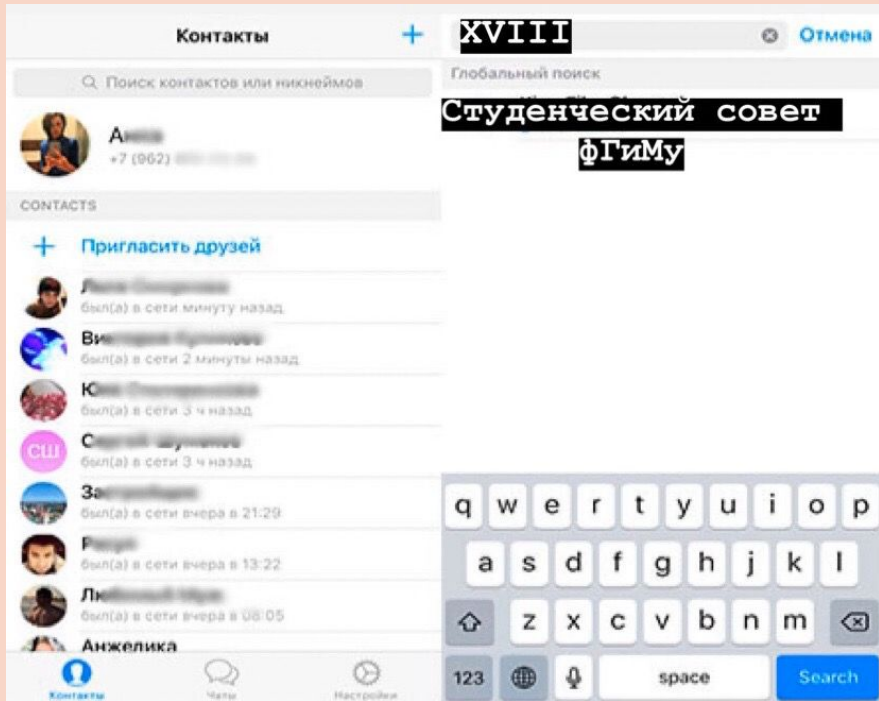 Контакты
+
Поиск контактов или никнеймов
+7 (962)
CONTACTS
+ Пригласить друзей
был(а) в сети минуту назад
был(а) в сети 2 минуты назад
был(а) в сети 3 ч назад
СШ
был(а) в сети 3 ч назад
был(а) в сети вчера в 21:29
был(а) в сети вчера в 13:22
был(а) в сети вчера в 08:05
Анжелика
Контакты Чаты Настройки
XVIII
Отмена
Глобальный поиск
Студенческий совет
фГиМу
q w e r t y u i o p
a s d f g h j k l
z x c v b n m
123 space Search